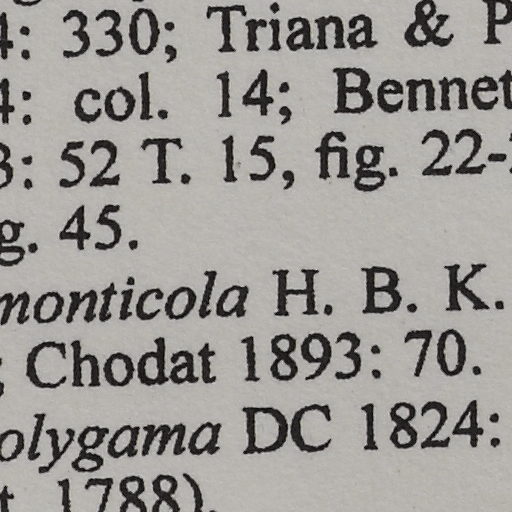 4: 330; Triana & P
4: col. 14; Bennet
3: 52 T. 15, fig. 22-
g. 45.
monticola H. B. K.
; Chodat 1893: 70.
olygama DC 1824:
t 1788).